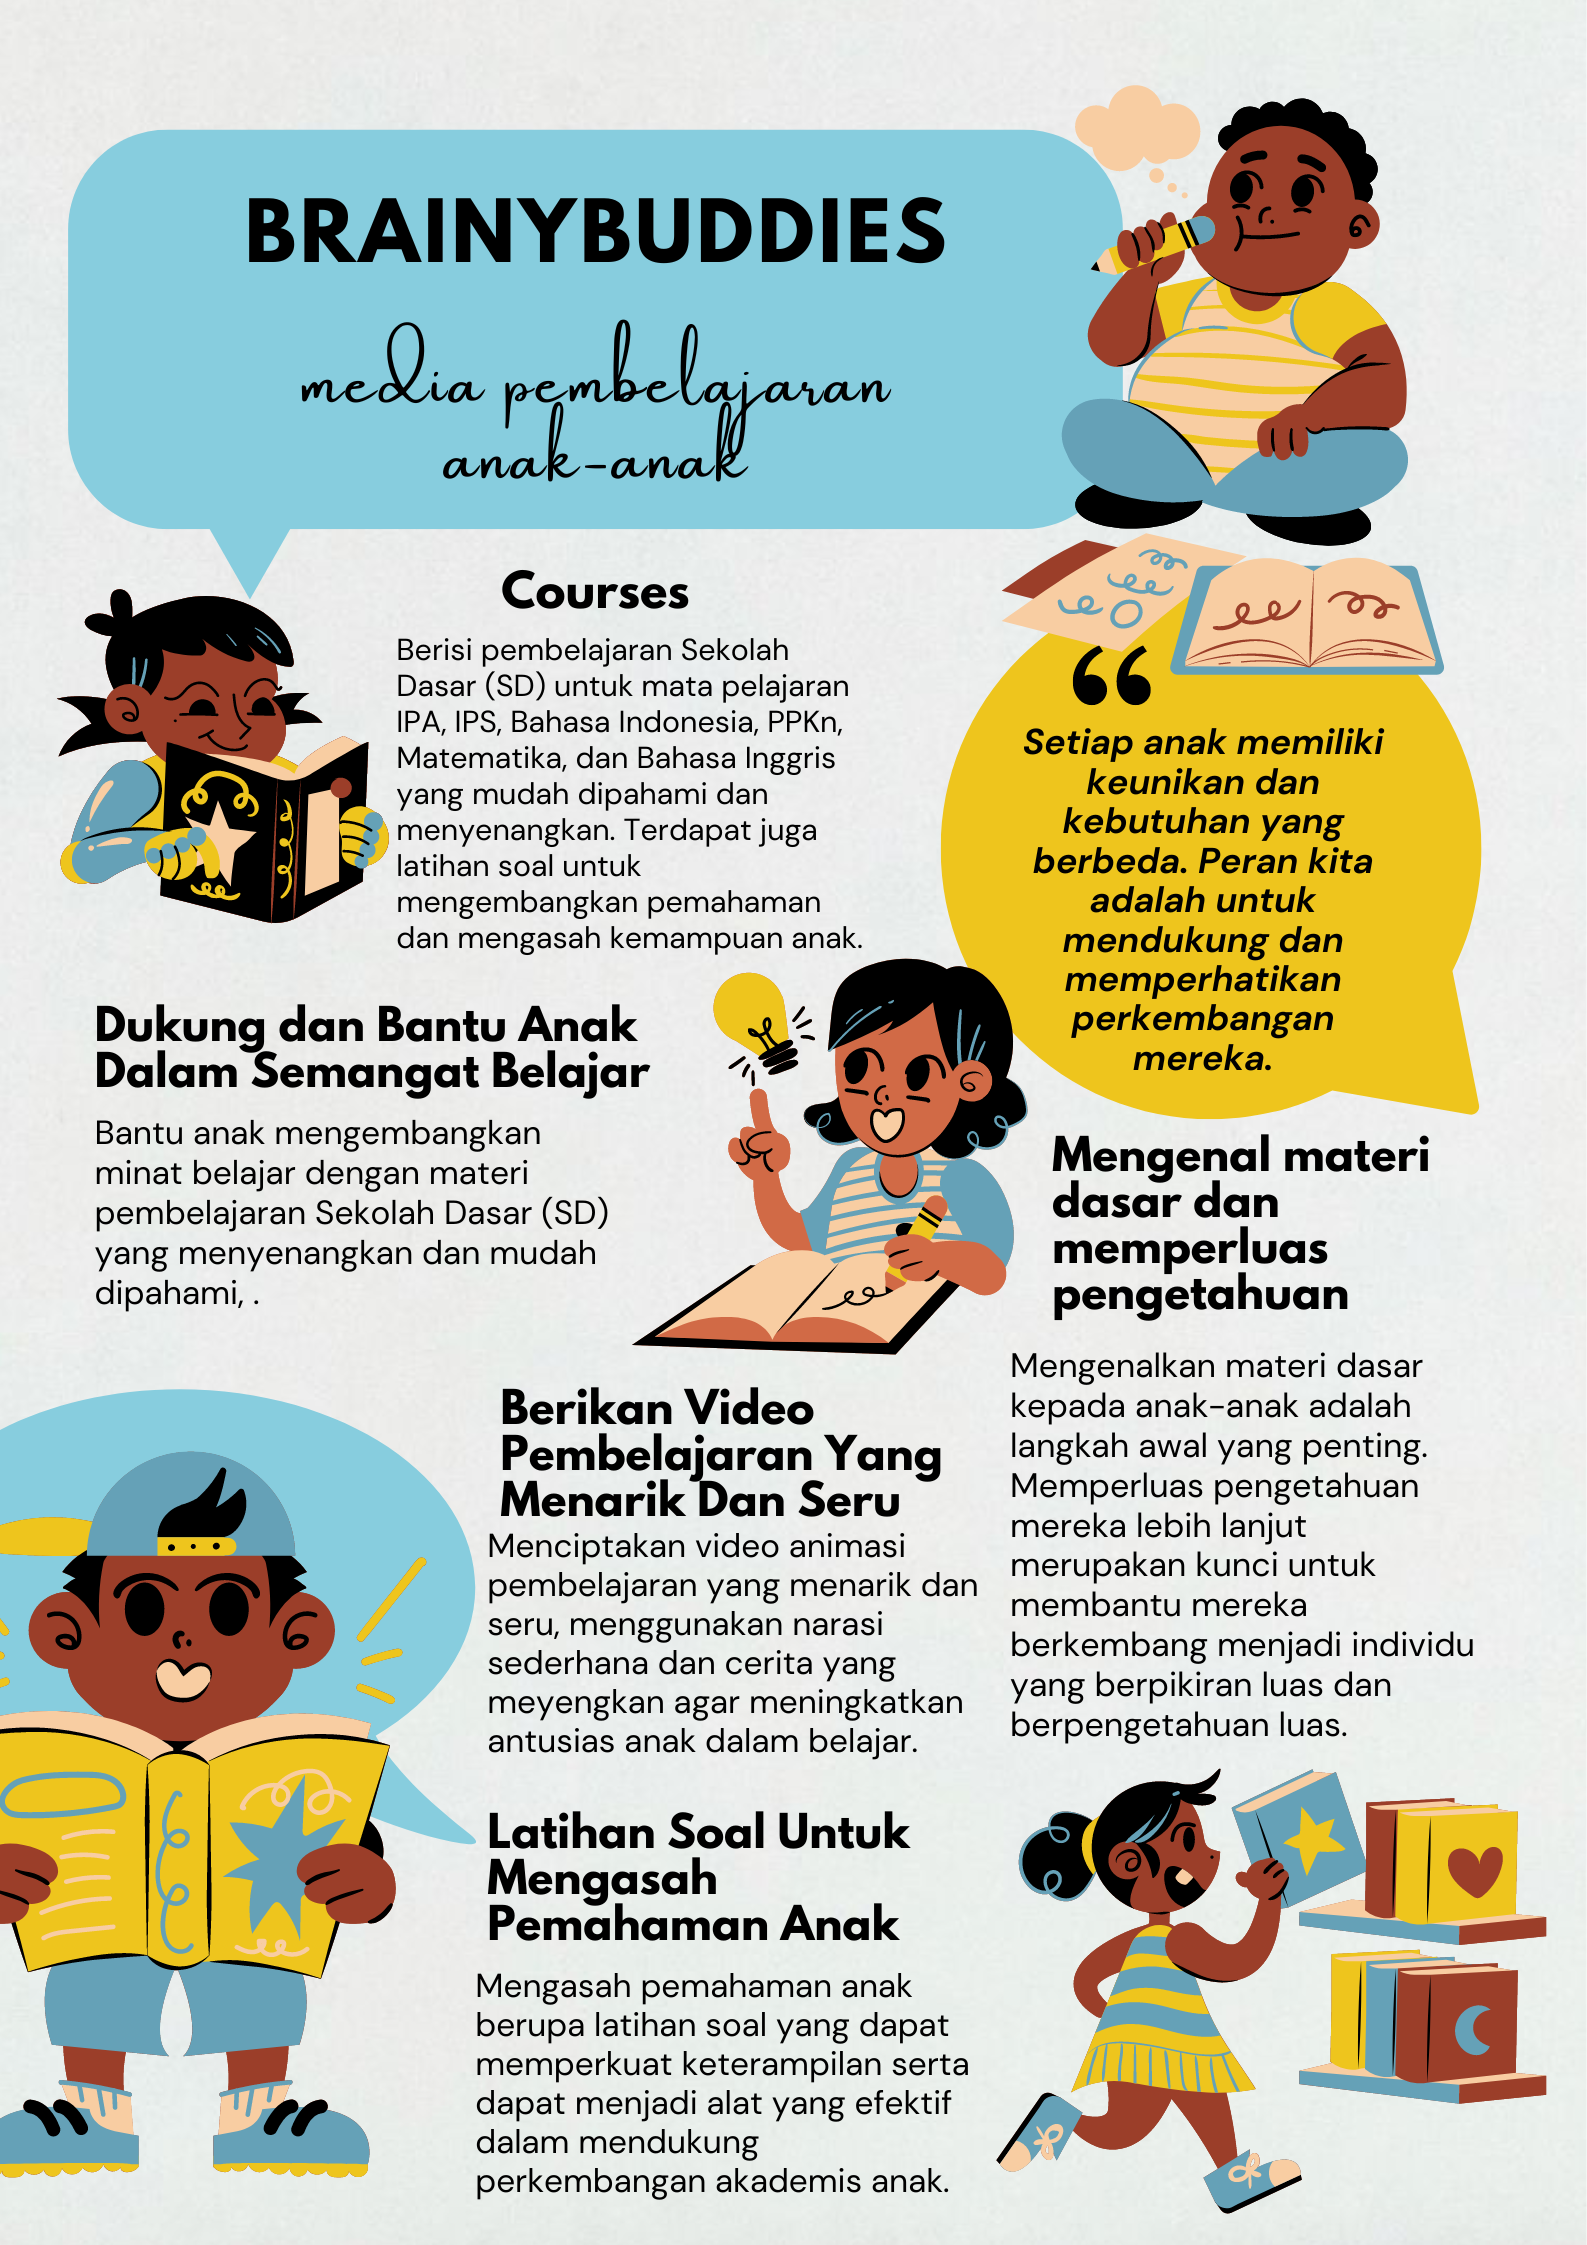 BRAINYBUDDIES
media pembelajaran
anak-anak
Courses
Berisi pembelajaran Sekolah
Dasar (SD) untuk mata pelajaran
IPA, IPS, Bahasa Indonesia, PPKn,
Matematika, dan Bahasa Inggris
yang mudah dipahami dan
menyenangkan. Terdapat juga
latihan soal untuk
mengembangkan pemahaman
dan mengasah kemampuan anak.
“
Setiap anak memiliki
keunikan dan
kebutuhan yang
berbeda. Peran kita
adalah untuk
mendukung dan
memperhatikan
perkembangan
mereka.
Dukung dan Bantu Anak
Dalam Semangat Belajar
Bantu anak mengembangkan
minat belajar dengan materi
pembelajaran Sekolah Dasar (SD)
yang menyenangkan dan mudah
dipahami, .
Mengenal materi
dasar dan
memperluas
pengetahuan
Mengenalkan materi dasar
kepada anak-anak adalah
langkah awal yang penting.
Memperluas pengetahuan
mereka lebih lanjut
merupakan kunci untuk
membantu mereka
berkembang menjadi individu
yang berpikiran luas dan
berpengetahuan luas.
Berikan Video
Pembelajaran Yang
Menarik Dan Seru
Menciptakan video animasi
pembelajaran yang menarik dan
seru, menggunakan narasi
sederhana dan cerita yang
meyengkan agar meningkatkan
antusias anak dalam belajar.
Latihan Soal Untuk
Mengasah
Pemahaman Anak
Mengasah pemahaman anak
berupa latihan soal yang dapat
memperkuat keterampilan serta
dapat menjadi alat yang efektif
dalam mendukung
perkembangan akademis anak.